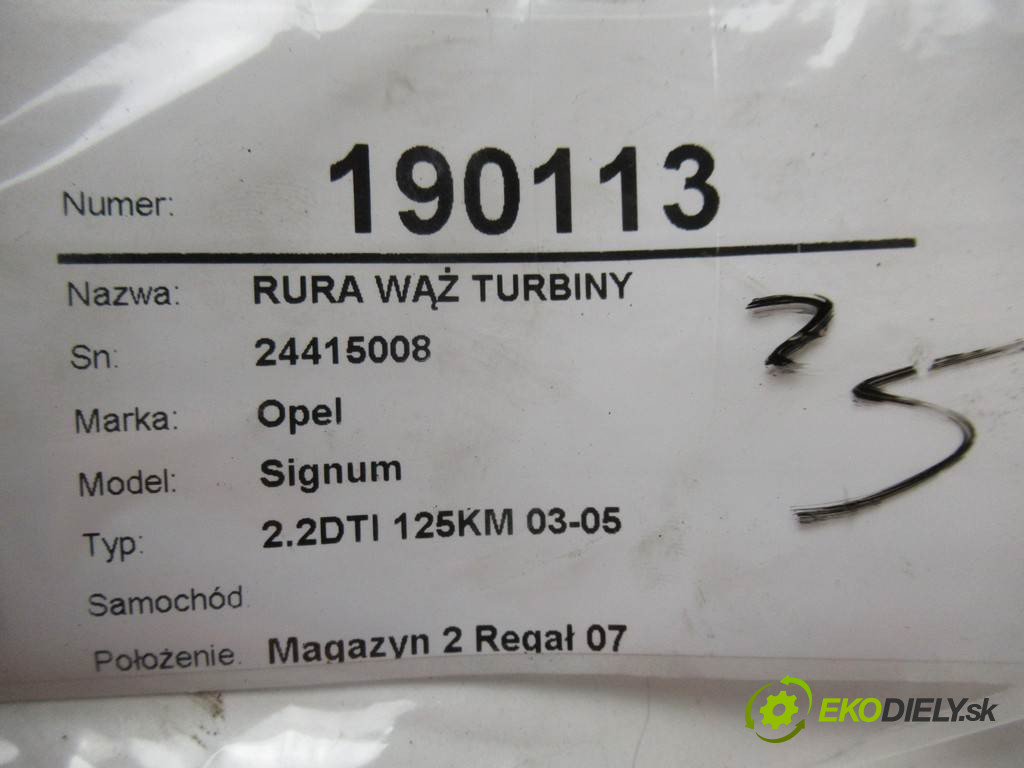 Numer: 190113
Nazwa: RURA WĄŻ TURBINY
Sn: 24415008
Marka: Opel
Model: Signum
Typ: 2.2DTI 125KM 03-05
Samochód
Położenie. Magazyn 2 Regał 07
EKODIELY.sk